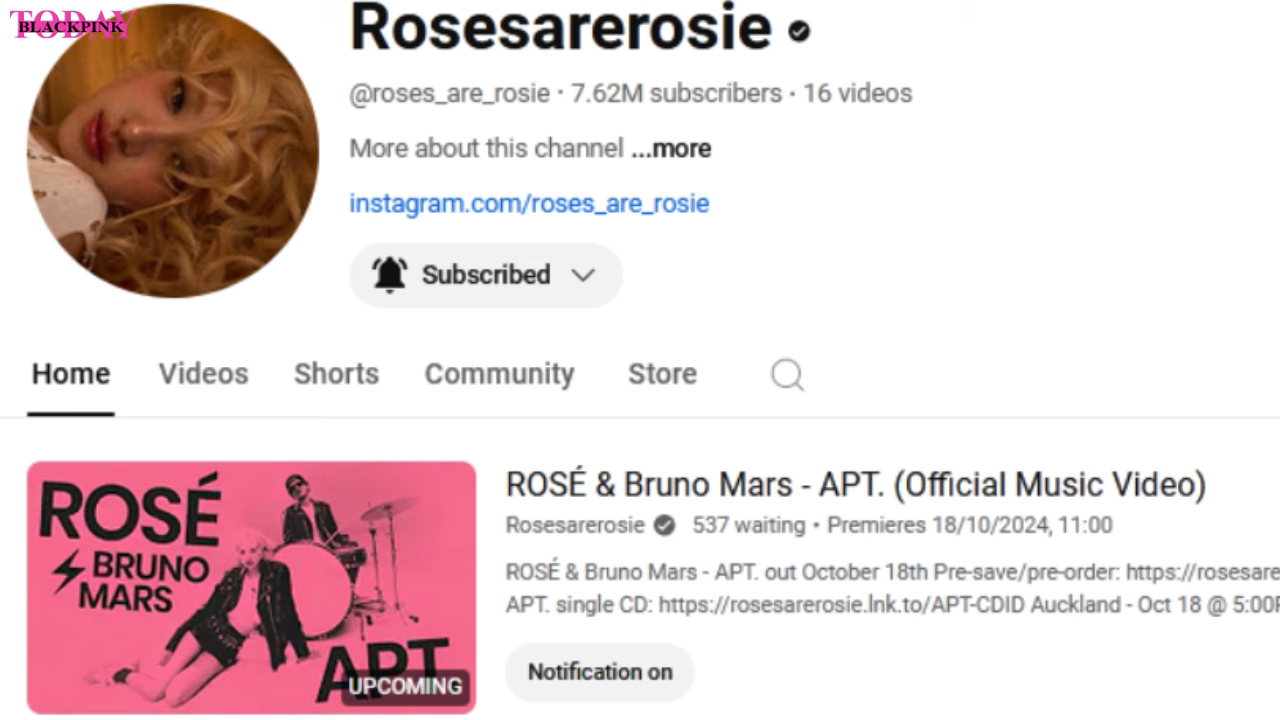 TODAY
BLACKPINK
Rosesarerosie
@roses_are_rosie · 7.62M subscribers · 16 videos
More about this channel ...more
instagram.com/roses_are_rosie
Subscribed
Home Videos Shorts Community Store
ROSÉ
BRUNO
MARS
APT
UPCOMING
ROSÉ & Bruno Mars - APT. (Official Music Video)
Rosesarerosie 537 waiting • Premieres 18/10/2024, 11:00
ROSÉ & Bruno Mars - APT. out October 18th Pre-save/pre-order: https://rosesare
APT. single CD: https://rosesarerosie.lnk.to/APT-CDID Auckland - Oct 18 @ 5:00
Notification on